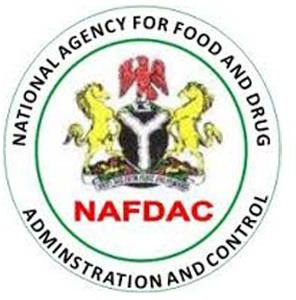 NATIONAL AGENCY FOR FOOD AND DRUG
NAFDAC
ADMINSTRATION AND CONTROL